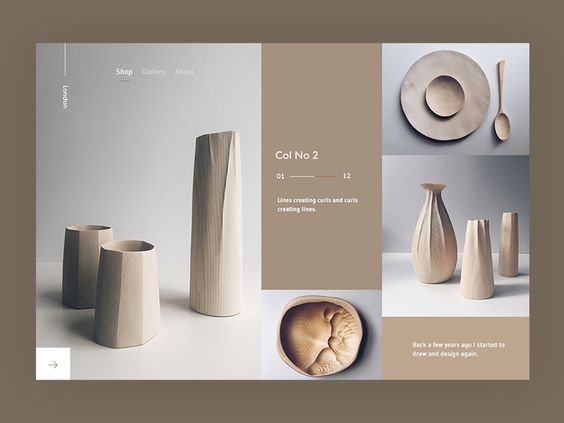 London
Shop Gallery About
Col No 2
01 12
Lines creating curls and curls
creating lines.
Back a few years ago I started to
draw and design again.